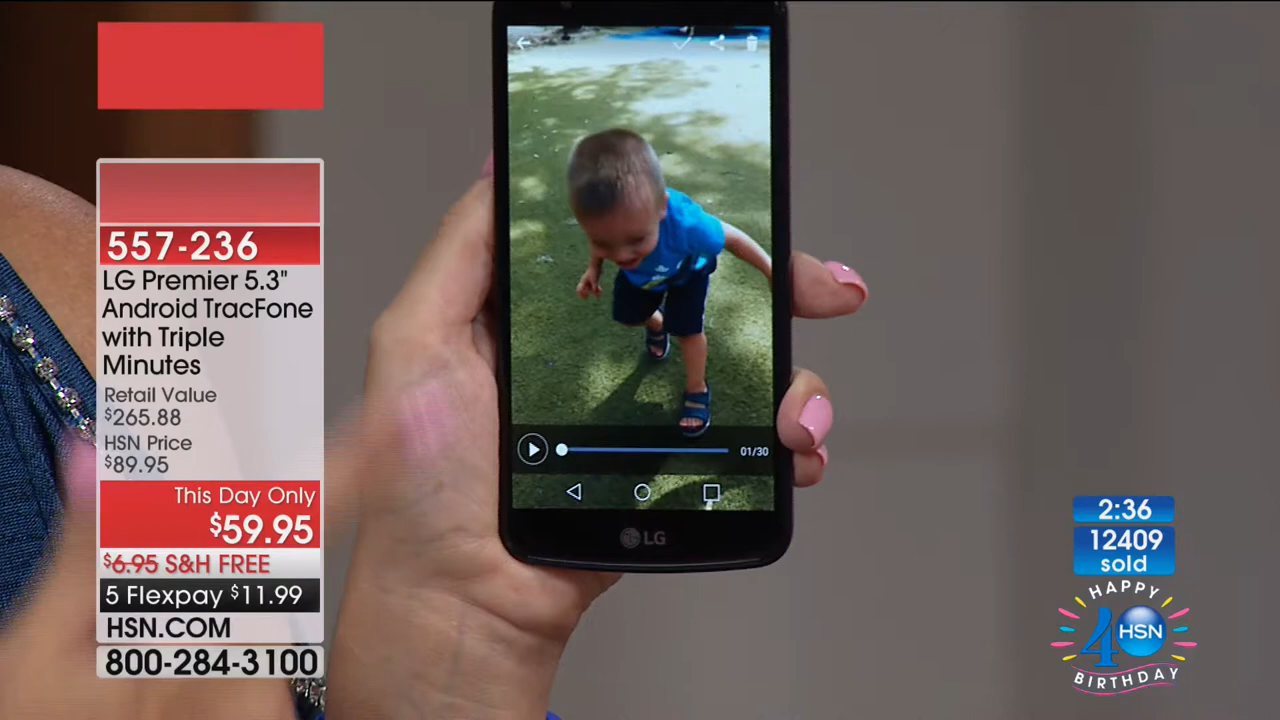 557-236
LG Premier 5.3"
Android TracFone
with Triple
Minutes
Retail Value
$265.88
HSN Price
$89.95
This Day Only
$59.95
$6.95 S&H FREE
5 Flexpay $11.99
HSN.COM
800-284-3100
01/30
LG
2:36
12409
sold
HAPPY
40
HSN
BIRTHDAY